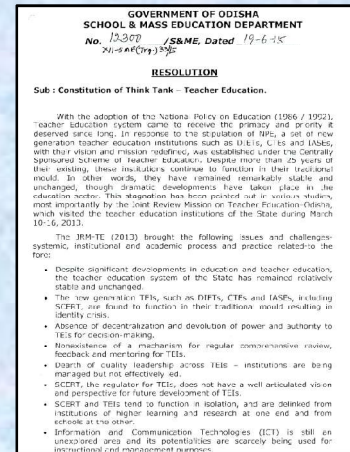 GOVERNMENT OF ODISHA
SCHOOL & MASS EDUCATION DEPARTMENT
No. 12300 /S&ME, Dated 19-6-15
RESOLUTION
Sub : Constitution of Think Tank – Teacher Education.
With the adoption of the National Policy on Education (1986 / 1992),
Teacher Education system came to receive the primacy and priority it
deserved since long. In response to the stipulation of NPE, a set of new
generation teacher education institutions such as DIETs, CTEs and IASEs,
with their vision and mission redefined, was established under the Centrally
Sponsored Scheme of Teacher Education. Despite more than 25 years of
their existing, these institutions continue to function in their traditional
mould. In other words, they have remained remarkably stable and
unchanged, though dramatic developments have taken place in the
education sector. This stagnation has been pointed out in various studies,
most importantly by the Joint Review Mission on Teacher Education-Odisha,
which visited the teacher education institutions of the State during March
10-16, 2013.
The JRM-TE (2013) brought the following issues and challenges-
systemic, institutional and academic process and practice related-to the
fore:
• Despite significant developments in education and teacher education,
the teacher education system of the State has remained relatively
stable and unchanged.
• The new generation TEIs, such as DIETs, CTEs and IASEs, including
SCERT, are found to function in their traditional mould resulting in
identity crisis.
• Absence of decentralization and devolution of power and authority to
TEIs for decision-making.
• Nonexistence of a mechanism for regular comprehensive review,
feedback and mentoring for TEIs.
• Dearth of quality leadership across TEIs – institutions are being
managed but not effectively led.
• SCERT, the regulator for TEIs, does not have a well articulated vision
and perspective for future development of TEIs.
• SCERT and TEIs tend to function in isolation, and are delinked from
institutions of higher learning and research at one end and from
schools at the other.
• Information and Communication Technologies (ICT) is still an
unexplored area and its potentialities are scarcely being used for
instructional and management purposes.